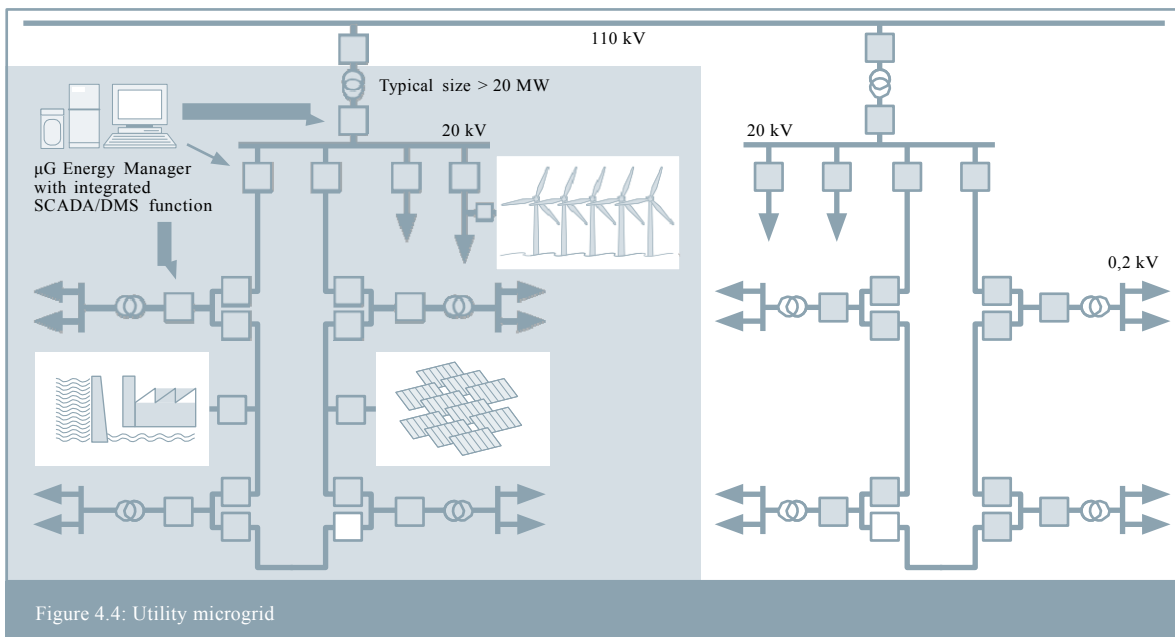 110 kV
Typical size > 20 MW
20 kV
20 kV
µG Energy Manager
with integrated
SCADA/DMS function
0,2 kV
Figure 4.4: Utility microgrid